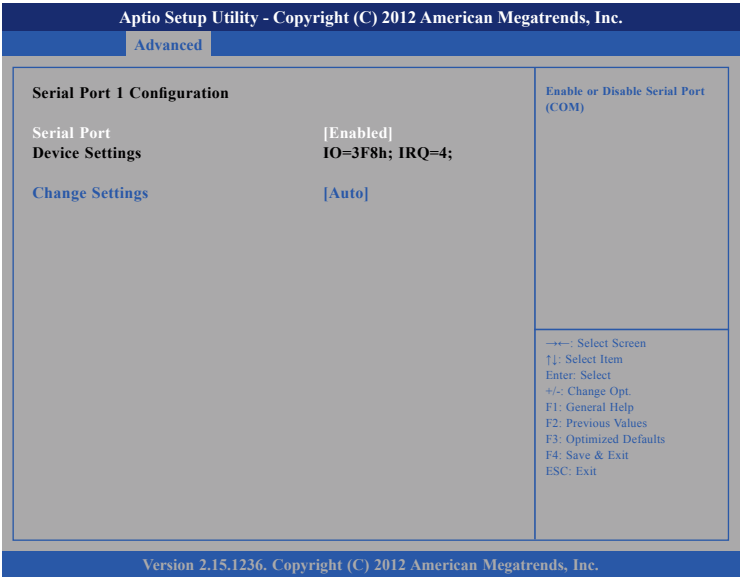 Aptio Setup Utility - Copyright (C) 2012 American Megatrends, Inc.
Advanced
Serial Port 1 Configuration
Serial Port [Enabled]
Device Settings IO=3F8h; IRQ=4;
Change Settings [Auto]
Enable or Disable Serial Port
(COM)
→←: Select Screen
↑↓: Select Item
Enter: Select
+/-: Change Opt.
F1: General Help
F2: Previous Values
F3: Optimized Defaults
F4: Save & Exit
ESC: Exit
Version 2.15.1236. Copyright (C) 2012 American Megatrends, Inc.